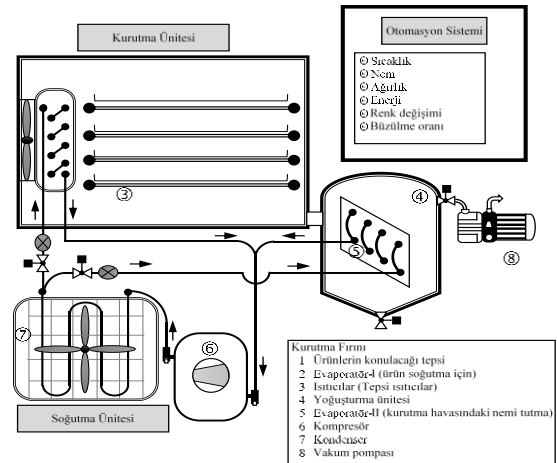 Kurutma Ünitesi
Otomasyon Sistemi
Sıcaklık
Nem
Ağırlık
Enerji
Renk değişimi
Büzülme oranı
3
4
5
8
7
6
Soğutma Ünitesi
Kurutma Fırını
1 Ürünlerin konulacağı tepsi
2 Evaporatör-I (ürün soğutma için)
3 Isıtıcılar (Tepsi ısıtıcılar)
4 Yoğuşturma ünitesi
5 Evaporatör-II (kurutma havasındaki nemi tutma)
6 Kompresör
7 Kondenser
8 Vakum pompası